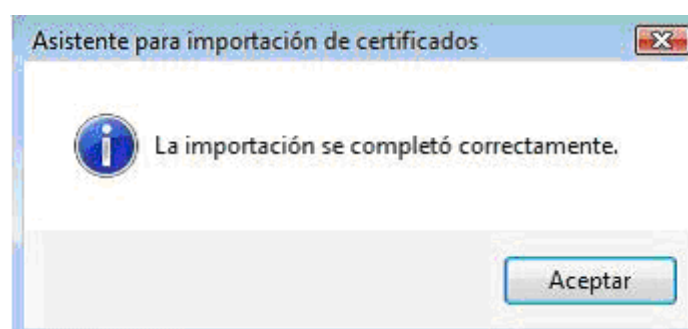 Asistente para importación de certificados
La importación se completó correctamente.
Aceptar